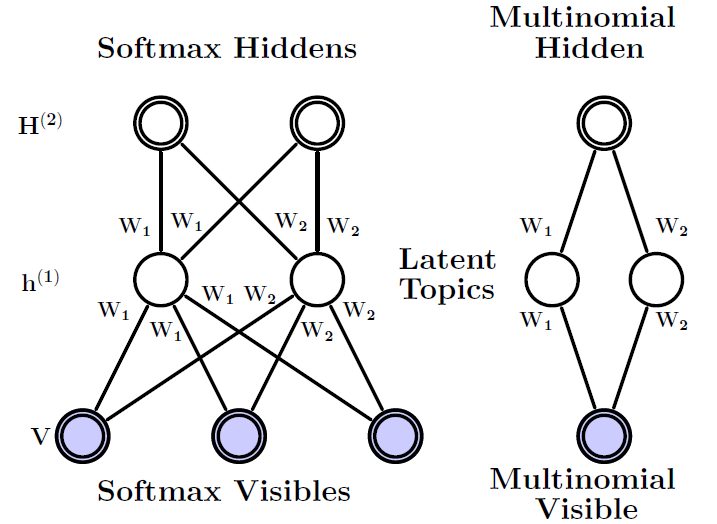 Softmax Hiddens
Multinomial
Hidden
H(2)
W1 W1 W2 W2
W1 W2
h(1)
Latent
Topics
W1 W1 W1 W2 W2 W2
W1 W2
V
Softmax Visibles
Multinomial
Visible